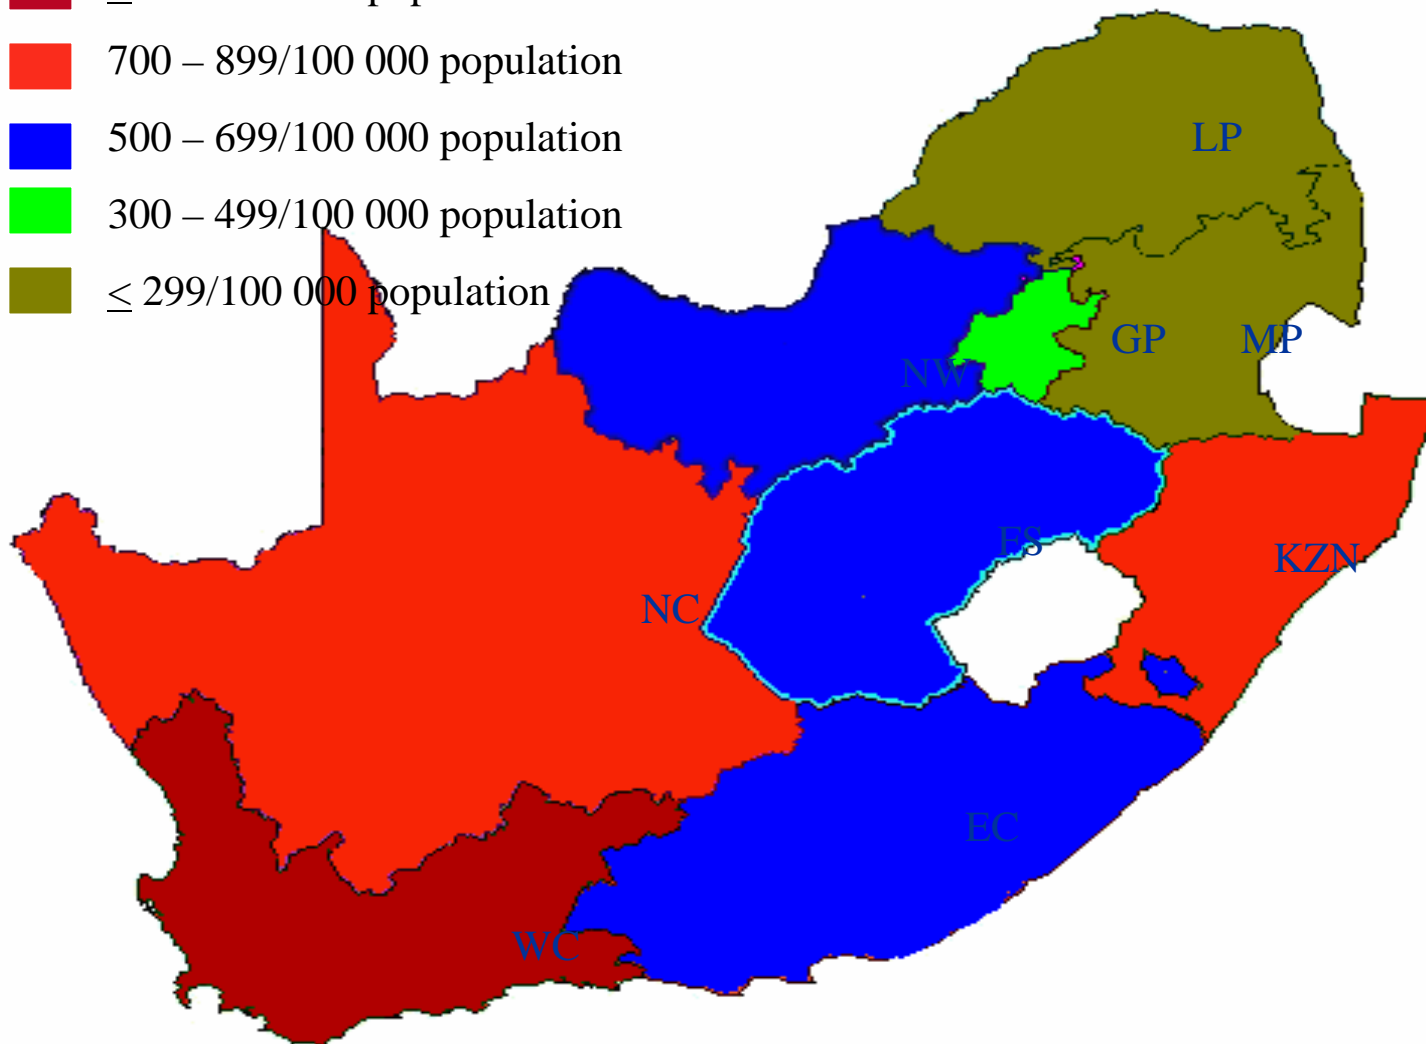 700 – 899/100 000 population
500 – 699/100 000 population
300 – 499/100 000 population
< 299/100 000 population
LP
GP
MP
NW
FS
KZN
NC
EC
WC